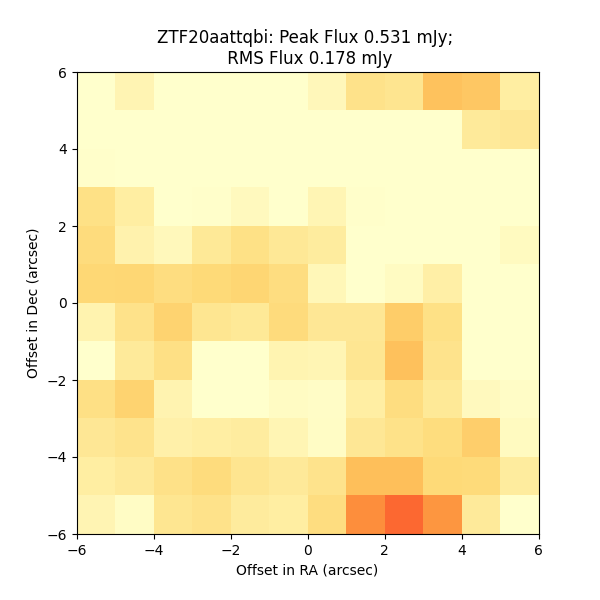 ZTF20aattqbi: Peak Flux 0.531 mJy;
RMS Flux 0.178 mJy
6
4
2
0
−2
−4
−6
Offset in Dec (arcsec)
−6 −4 −2 0 2 4 6
Offset in RA (arcsec)